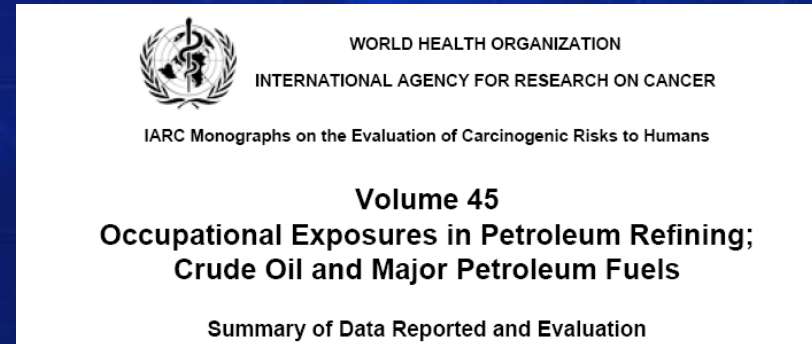 WORLD HEALTH ORGANIZATION
INTERNATIONAL AGENCY FOR RESEARCH ON CANCER
IARC Monographs on the Evaluation of Carcinogenic Risks to Humans
Volume 45
Occupational Exposures in Petroleum Refining;
Crude Oil and Major Petroleum Fuels
Summary of Data Reported and Evaluation